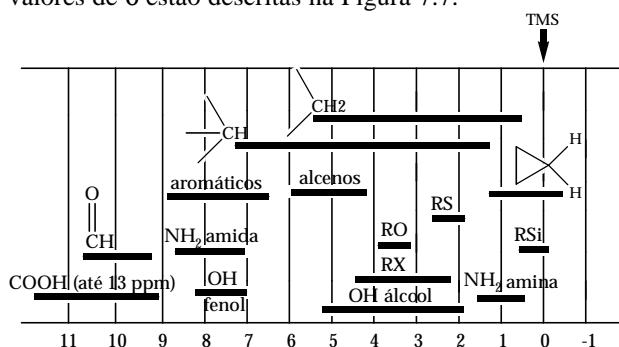 valores de δ estão descritas na Figura 7.7.
TMS
CH2
CH
H
H
aromáticos
alcenos
O
CH
NH2 amida
RO
RS
RSi
COOH (até 13 ppm)
OH
fenol
RX
NH2 amina
OH álcool
11 10 9 8 7 6 5 4 3 2 1 0 -1